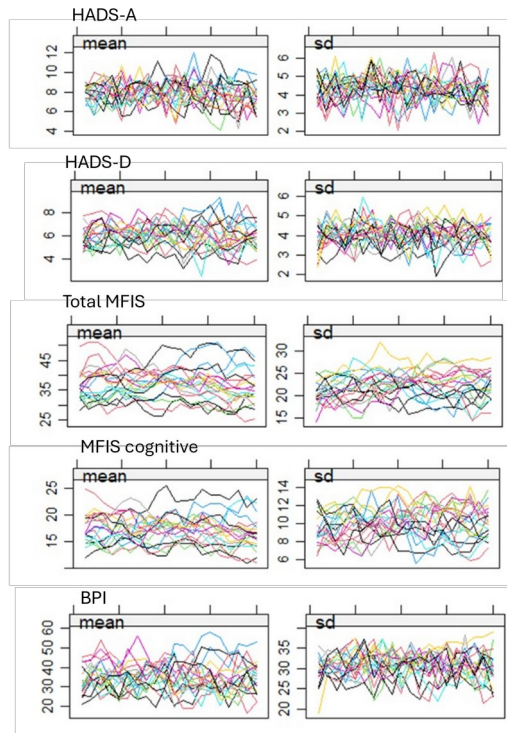 HADS-A
mean sd
4 6 8 10 12
2 3 4 5 6
HADS-D
mean sd
4 6 8
2 3 4 5 6
Total MFIS
mean sd
25 35 45
15 20 25 30
MFIS cognitive
mean sd
15 20 25
6 8 10 12 14
BPI
mean sd
20 30 40 50 60
20 25 30 35